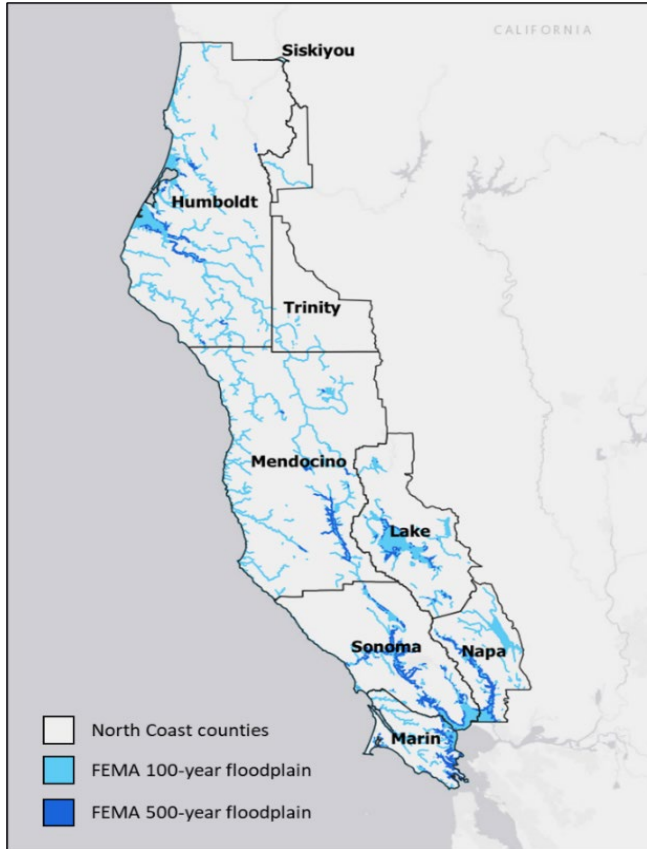 CALIFORNIA
Siskiyou
Humboldt
Trinity
Mendocino
Lake
Sonoma
Napa
Marin
North Coast counties
FEMA 100-year floodplain
FEMA 500-year floodplain